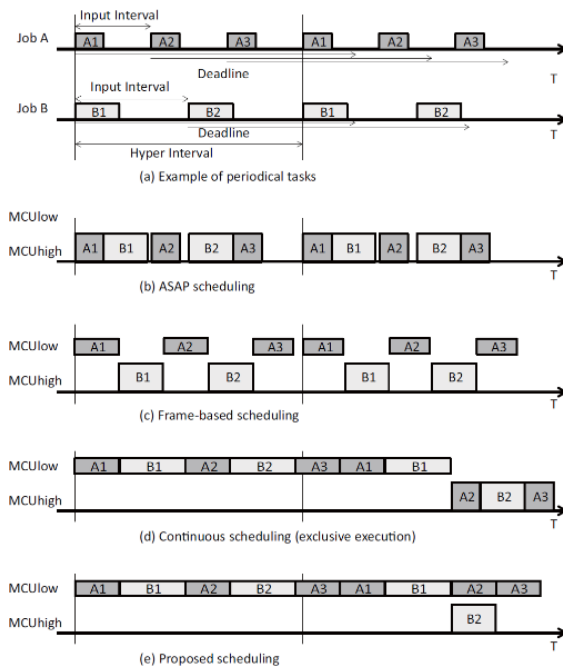 Input Interval
Job A A1 A2 A3 A1 A2 A3
Deadline T
Input Interval
Job B B1 B2 B1 B2
Deadline T
Hyper Interval
(a) Example of periodical tasks
MCUlow
MCUhigh A1 B1 A2 B2 A3 A1 B1 A2 B2 A3
T
(b) ASAP scheduling
MCUlow A1 A2 A3 A1 A2 A3
MCUhigh B1 B2 B1 B2
T
(c) Frame-based scheduling
MCUlow A1 B1 A2 B2 A3 A1 B1
MCUhigh A2 B2 A3
T
(d) Continuous scheduling (exclusive execution)
MCUlow A1 B1 A2 B2 A3 A1 B1 A2 A3
MCUhigh B2
T
(e) Proposed scheduling